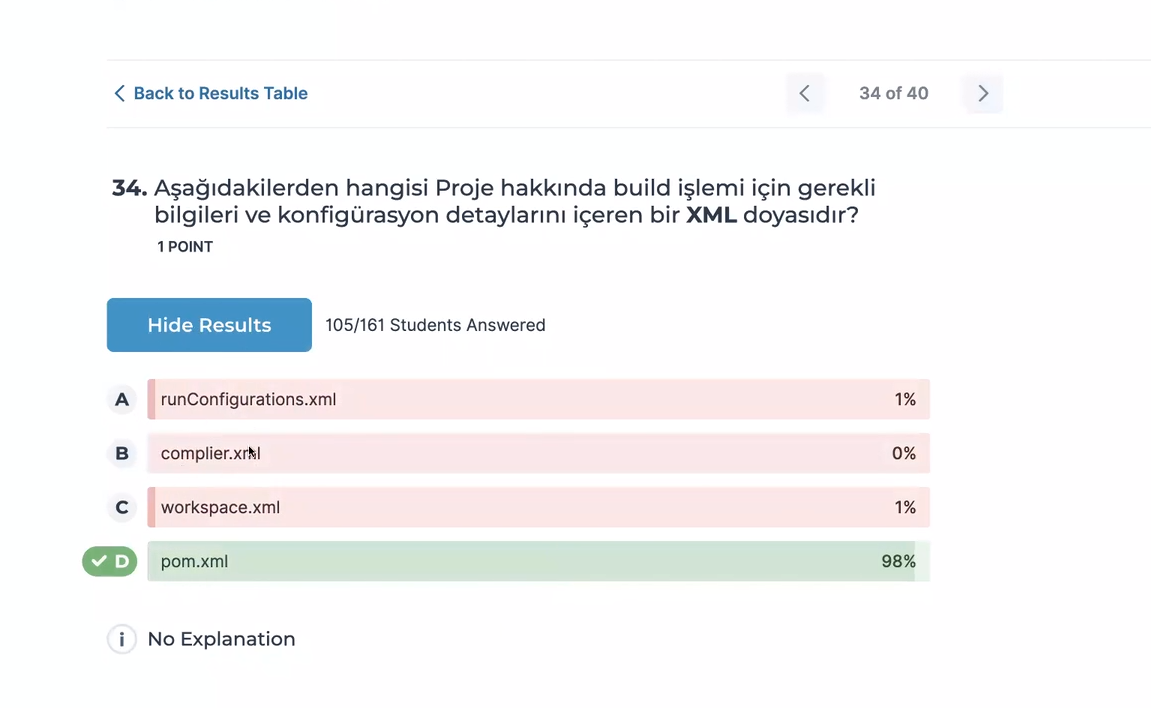 Back to Results Table
34 of 40
34. Aşağıdakilerden hangisi Proje hakkında build işlemi için gerekli
bilgileri ve konfigürasyon detaylarını içeren bir XML doyasıdır?
1 POINT
Hide Results
105/161 Students Answered
A runConfigurations.xml 1%
B complier.xml 0%
C workspace.xml 1%
D pom.xml 98%
i No Explanation